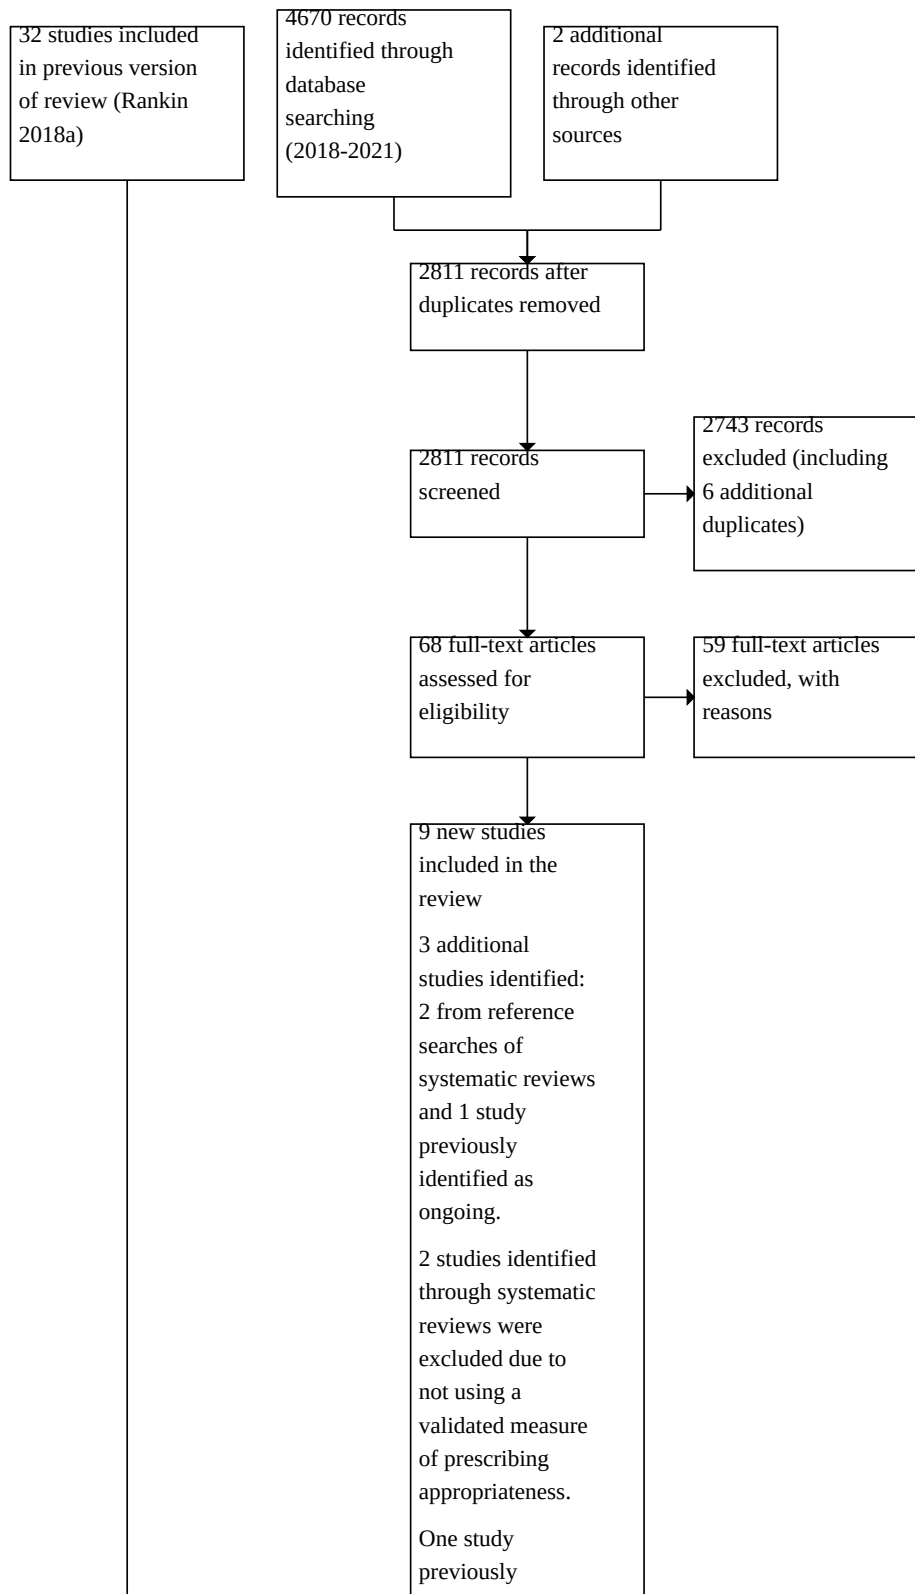 32 studies included
in previous version
of review (Rankin
2018a)
4670 records
identified through
database
searching
(2018-2021)
2 additional
records identified
through other
sources
2811 records after
duplicates removed
2811 records
screened
2743 records
excluded (including
6 additional
duplicates)
68 full-text articles
assessed for
eligibility
59 full-text articles
excluded, with
reasons
9 new studies
included in the
review
3 additional
studies identified:
2 from reference
searches of
systematic reviews
and 1 study
previously
identified as
ongoing.
2 studies identified
through systematic
reviews were
excluded due to
not using a
validated measure
of prescribing
appropriateness.
One study
previously